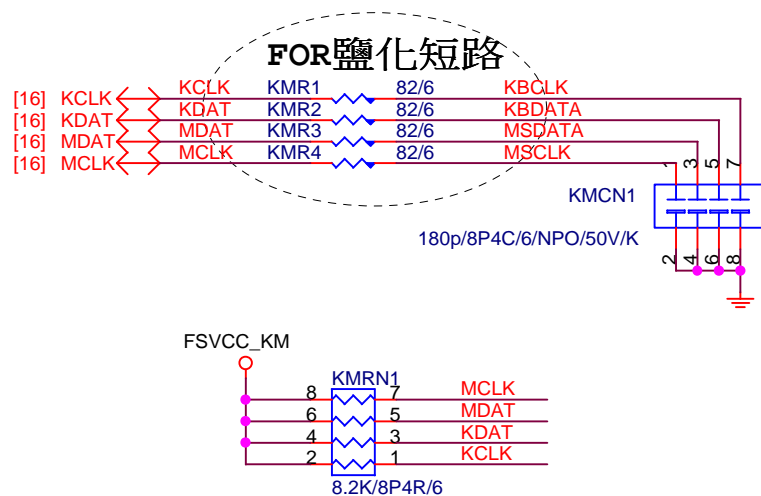 FOR鹽化短路
[16] KCLK KCLK KMR1 82/6 KBCLK
[16] KDAT KDAT KMR2 82/6 KBDATA
[16] MDAT MDAT KMR3 82/6 MSDATA
[16] MCLK MCLK KMR4 82/6 MSCLK
1 3 5 7
KMCN1
180p/8P4C/6/NPO/50V/K
2 4 6 8
FSVCC_KM
KMRN1
8 7 MCLK
6 5 MDAT
4 3 KDAT
2 1 KCLK
8.2K/8P4R/6